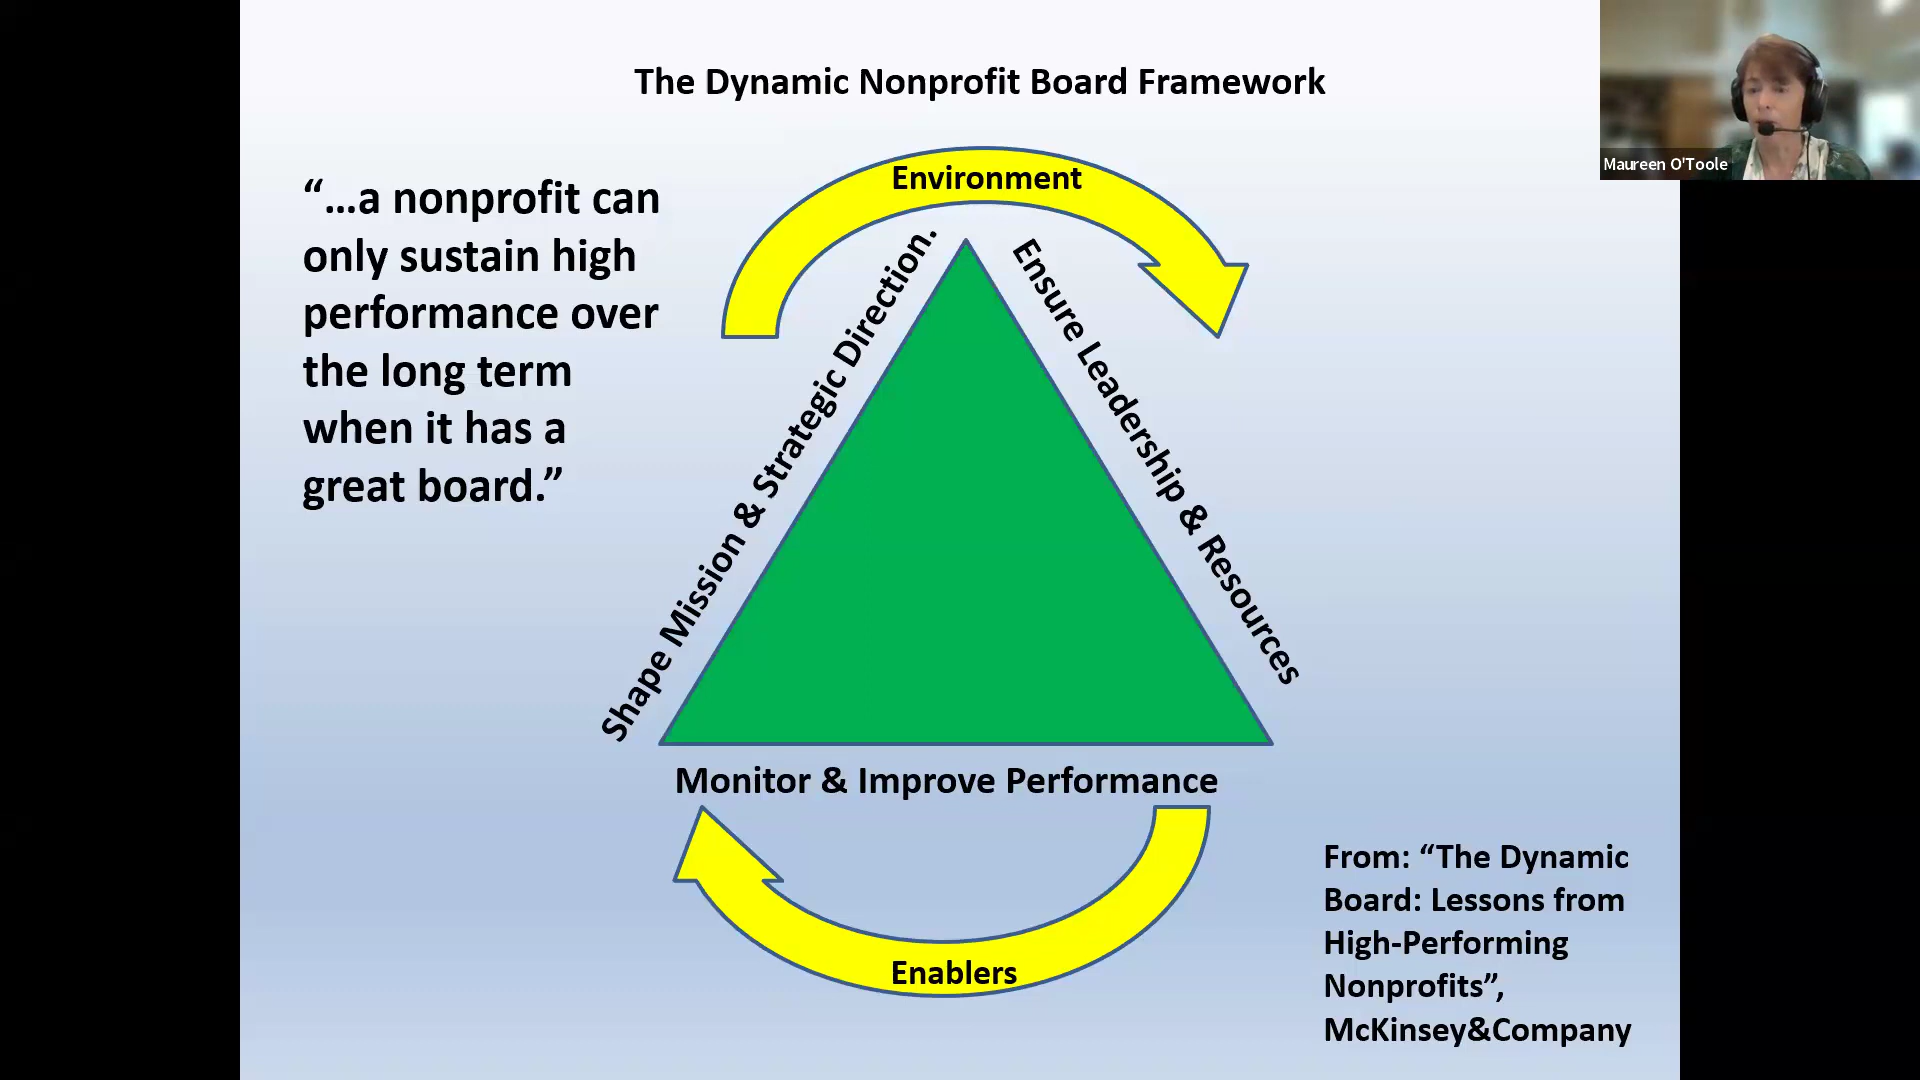 The Dynamic Nonprofit Board Framework
Maureen O'Toole
“…a nonprofit can
only sustain high
performance over
the long term
when it has a
great board.”
Environment
Shape Mission & Strategic Direction.
Ensure Leadership & Resources
Monitor & Improve Performance
Enablers
From: “The Dynamic
Board: Lessons from
High-Performing
Nonprofits”,
McKinsey&Company